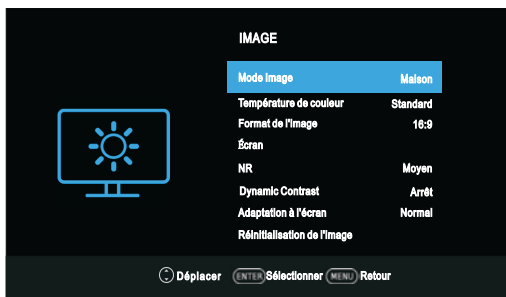 IMAGE
Mode Image Maison
Température de couleur Standard
Format de l'image 16:9
Écran
NR Moyen
Dynamic Contrast Arrêt
Adaptation à l'écran Normal
Réinitialisation de l'image
Déplacer ENTER Sélectionner MENU Retour